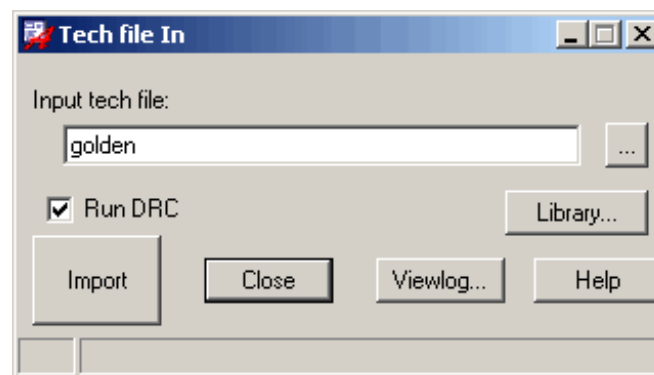 Tech file In
Input tech file:
golden
...
Run DRC
Library...
Import
Close
Viewlog...
Help